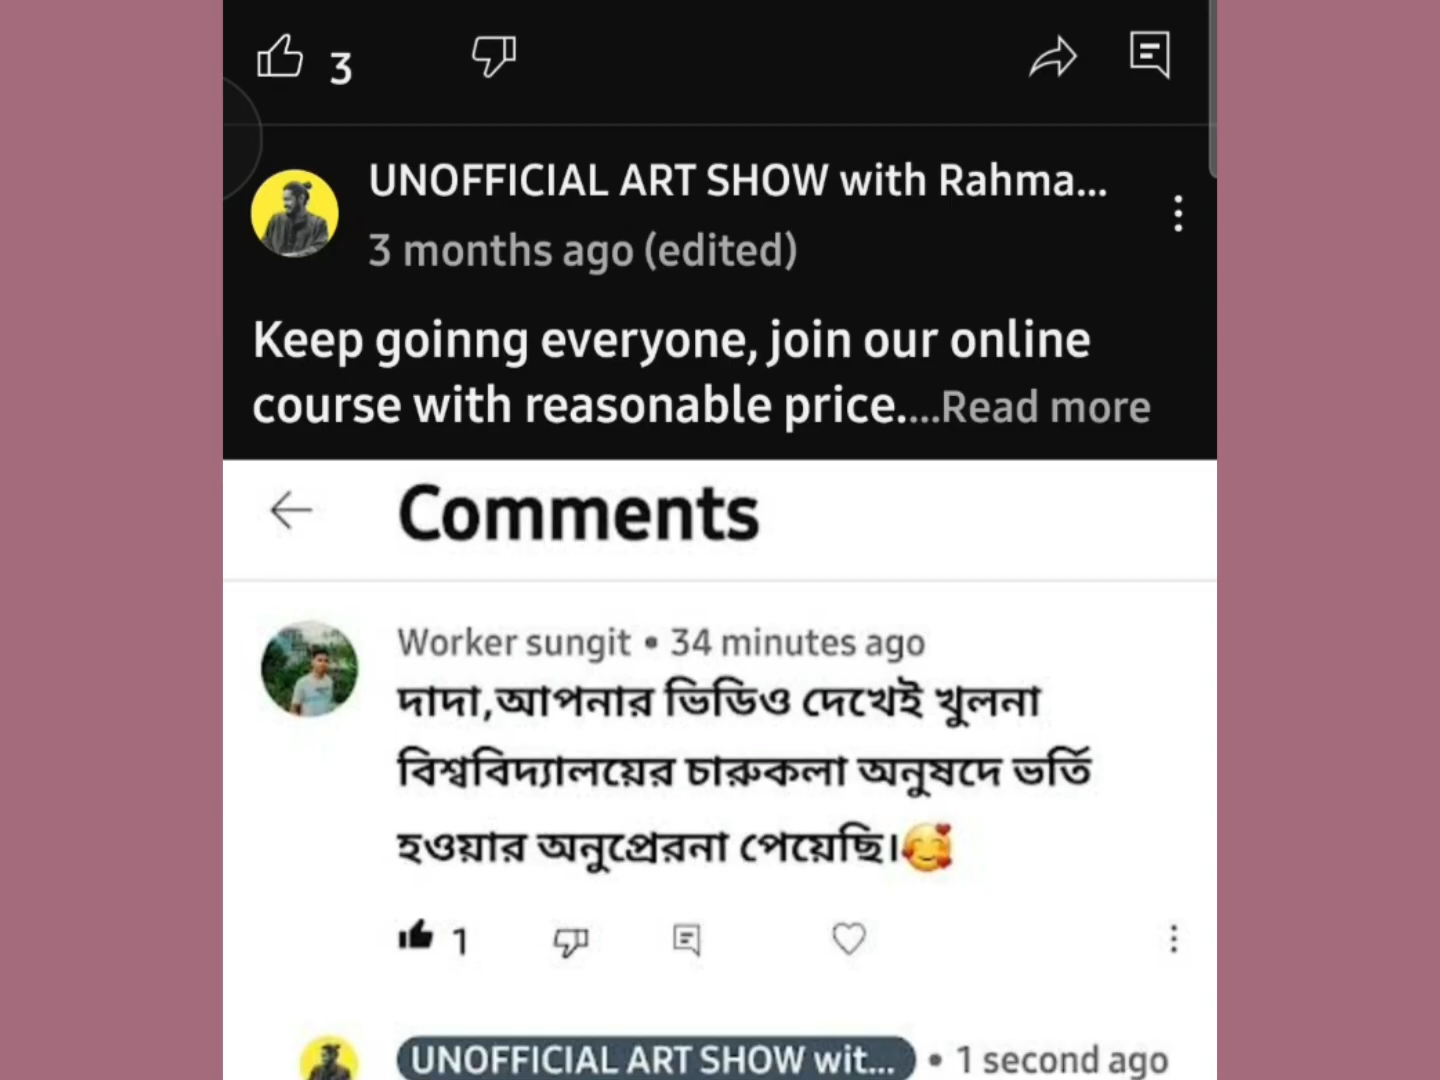 3
UNOFFICIAL ART SHOW with Rahma...
3 months ago (edited)
Keep goinng everyone, join our online
course with reasonable price....Read more
Comments
Worker sungit • 34 minutes ago
দাদা,আপনার ভিডিও দেখেই খুলনা
বিশ্ববিদ্যালয়ের চারুকলা অনুষদে ভর্তি
হওয়ার অনুপ্রেরনা পেয়েছি।🥰
1
UNOFFICIAL ART SHOW wit... • 1 second ago